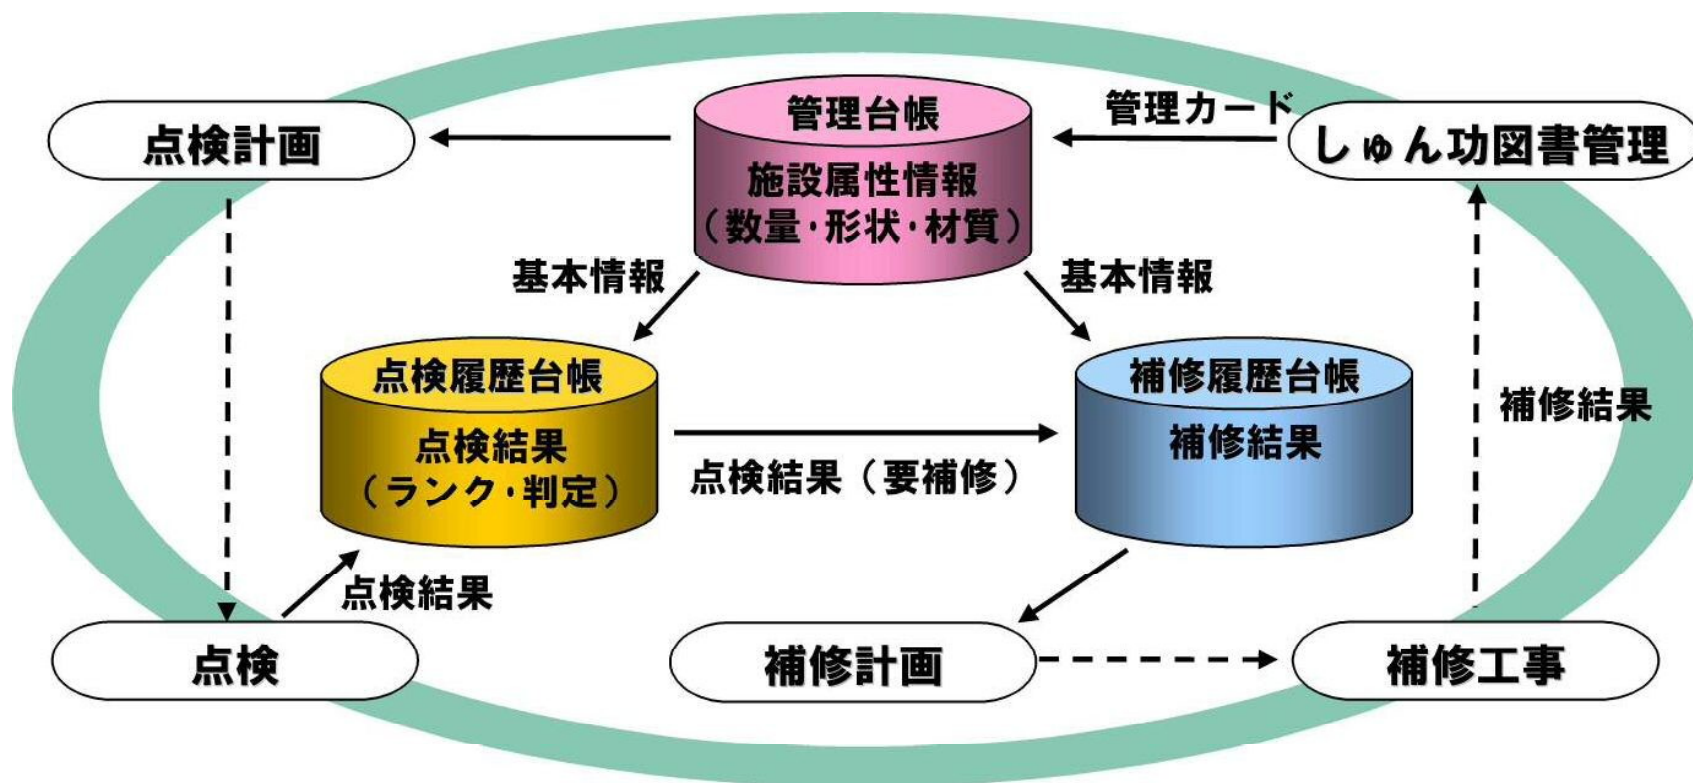 管理台帳
管理カード
点検計画
しゅん功図書管理
施設属性情報
（数量・形状・材質）
基本情報
基本情報
点検履歴台帳
補修履歴台帳
補修結果
点検結果
（ランク・判定）
補修結果
点検結果（要補修）
点検結果
点検
補修計画
補修工事